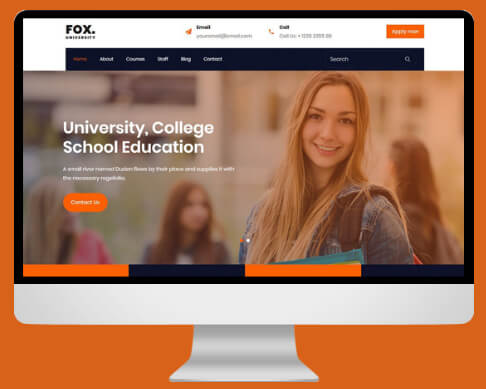 FOX.
UNIVERSITY
Email
youremail@email.com
Call
Call Us: + 1235 2355 98
Apply now
Home About Courses Staff Blog Contact Search
University, College
School Education
A small river named Duden flows by their place and supplies it with
the necessary regelialia.
Contact Us